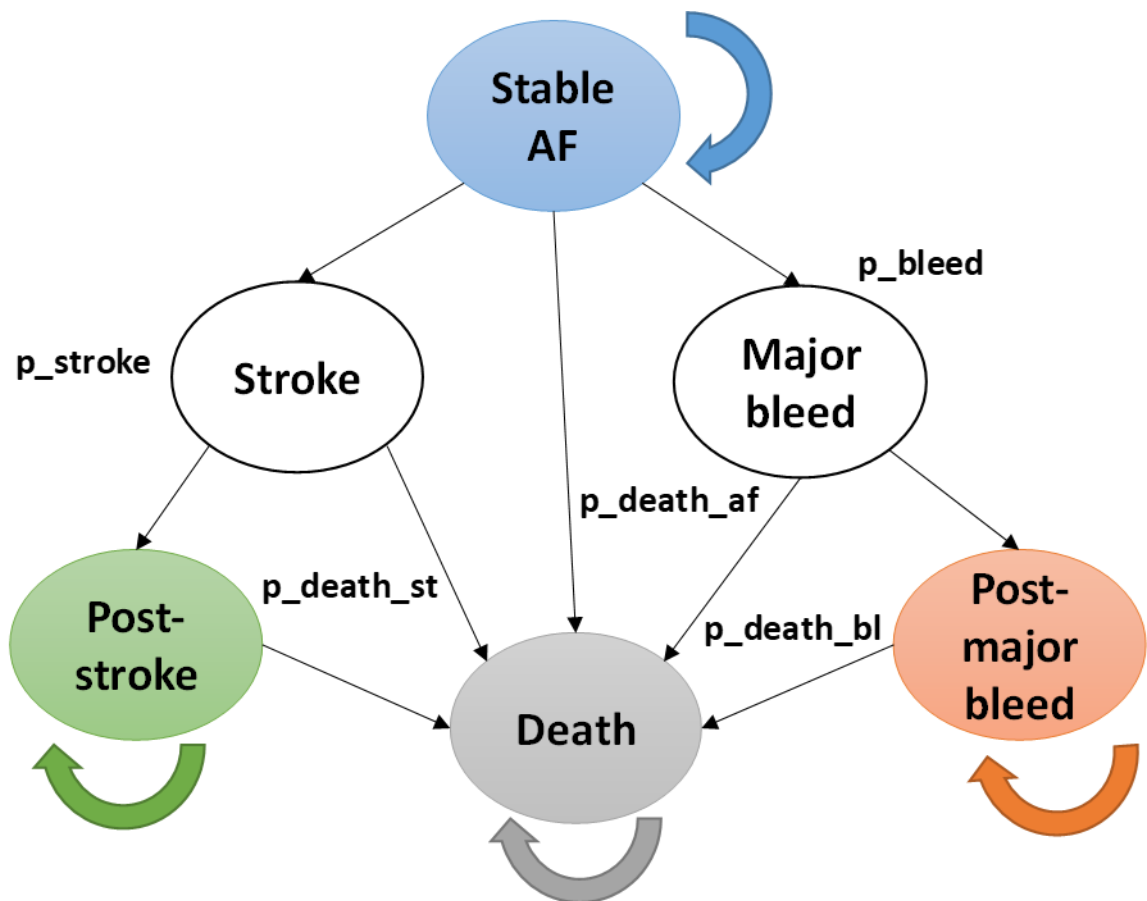 Stable
AF
p_bleed
p_stroke
Stroke
Major
bleed
p_death_af
p_death_st
p_death_bl
Post-
stroke
Death
Post-
major
bleed